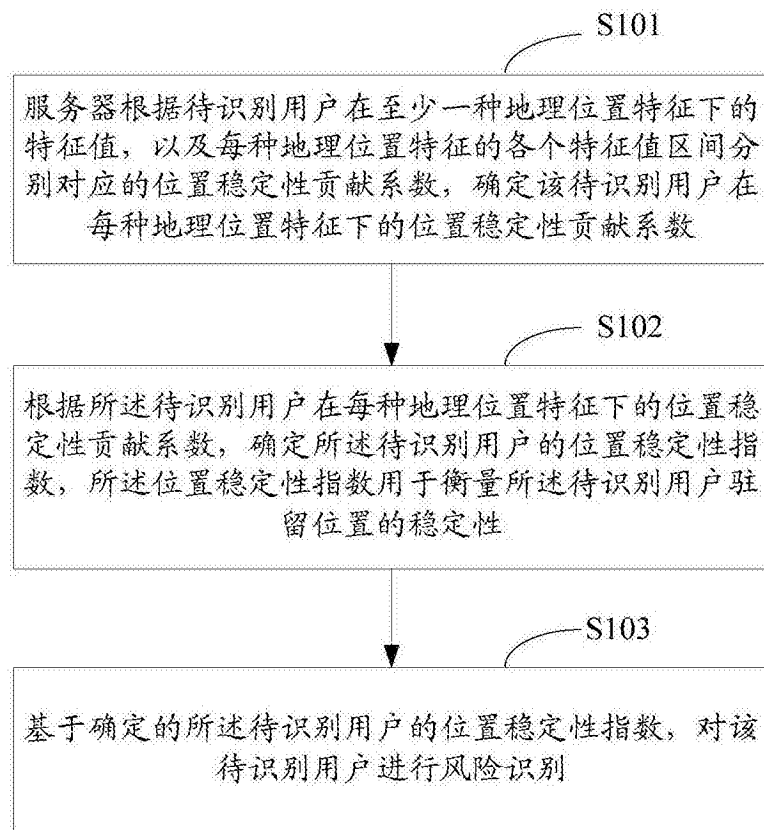 S101
服务器根据待识别用户在至少一种地理位置特征下的
特征值，以及每种地理位置特征的各个特征值区间分
别对应的位置稳定性贡献系数，确定该待识别用户在
每种地理位置特征下的位置稳定性贡献系数
S102
根据所述待识别用户在每种地理位置特征下的位置稳
定性贡献系数，确定所述待识别用户的位置稳定性指
数，所述位置稳定性指数用于衡量所述待识别用户驻
留位置的稳定性
S103
基于确定的所述待识别用户的位置稳定性指数，对该
待识别用户进行风险识别